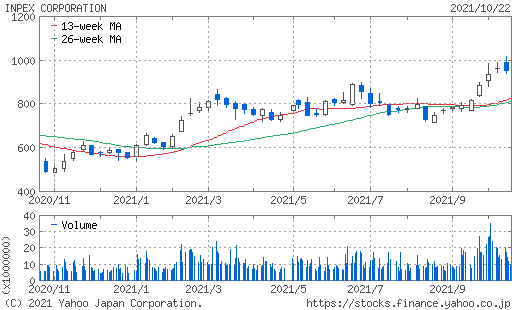 INPEX CORPORATION 2021/10/22
13-week MA
26-week MA
1200
1000
800
600
400
2020/11 2021/1 2021/3 2021/5 2021/7 2021/9
Volume
(x1000000)
40
30
20
10
0
2020/11 2021/1 2021/3 2021/5 2021/7 2021/9
(C) 2021 Yahoo Japan Corporation. https://stocks.finance.yahoo.co.jp/